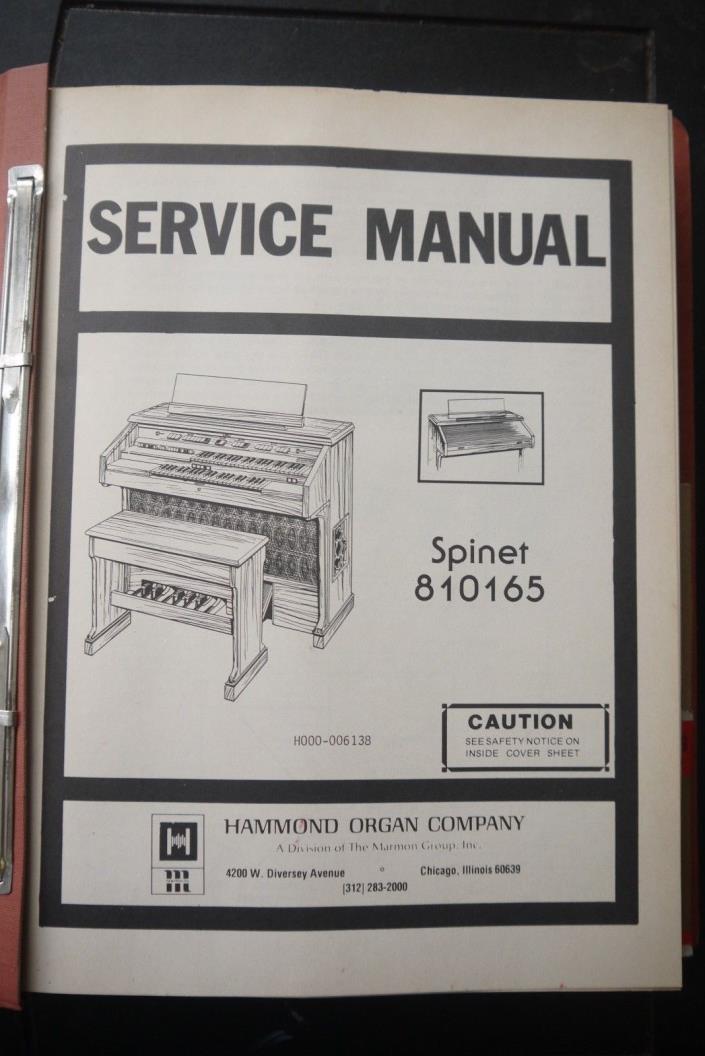 SERVICE MANUAL
Spinet
810165
H000-006138
CAUTION
SEE SAFETY NOTICE ON
INSIDE COVER SHEET
HAMMOND ORGAN COMPANY
A Division of The Marmon Group, Inc.
4200 W. Diversey Avenue Chicago, Illinois 60639
(312) 283-2000